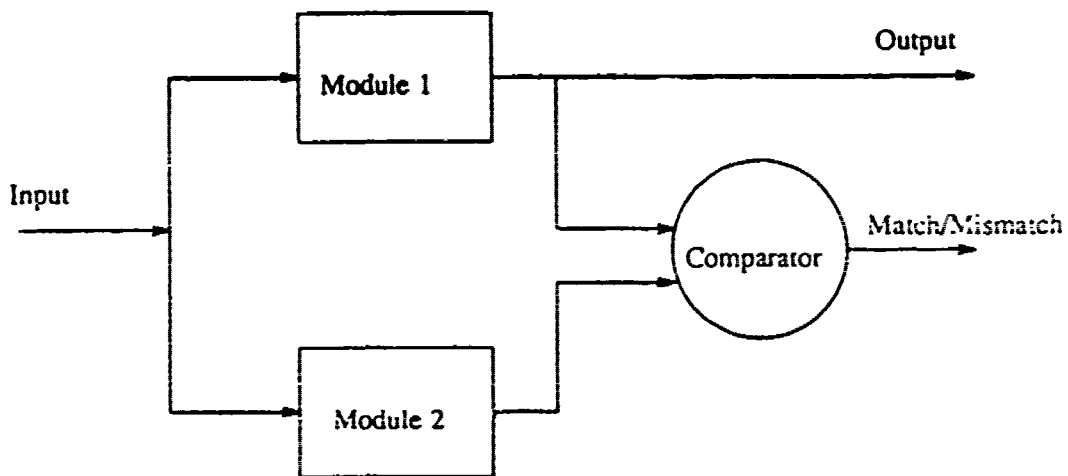 Output
Module 1
Input
Match/Mismatch
Comparator
Module 2